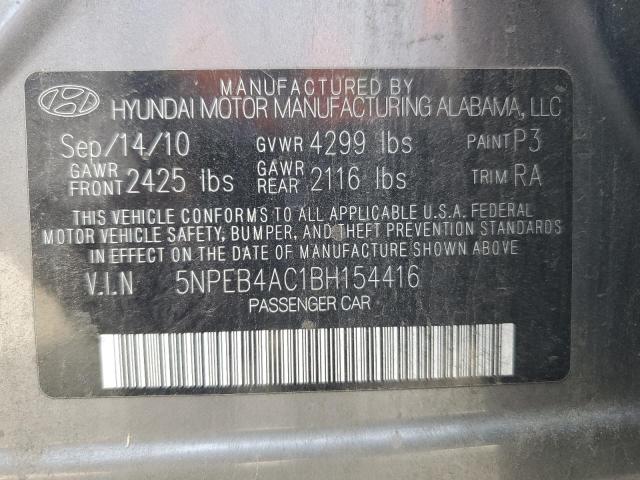 MANUFACTURED BY
HYUNDAI MOTOR MANUFACTURING ALABAMA, LLC
Sep/14/10 GVWR 4299 lbs PAINT P3
GAWR FRONT 2425 lbs GAWR REAR 2116 lbs TRIM RA
THIS VEHICLE CONFORMS TO ALL APPLICABLE U.S.A. FEDERAL
MOTOR VEHICLE SAFETY, BUMPER, AND THEFT PREVENTION STANDARDS
IN EFFECT ON THE DATE OF MANUFACTURE SHOWN ABOVE.
V.I.N 5NPEB4AC1BH154416
PASSENGER CAR